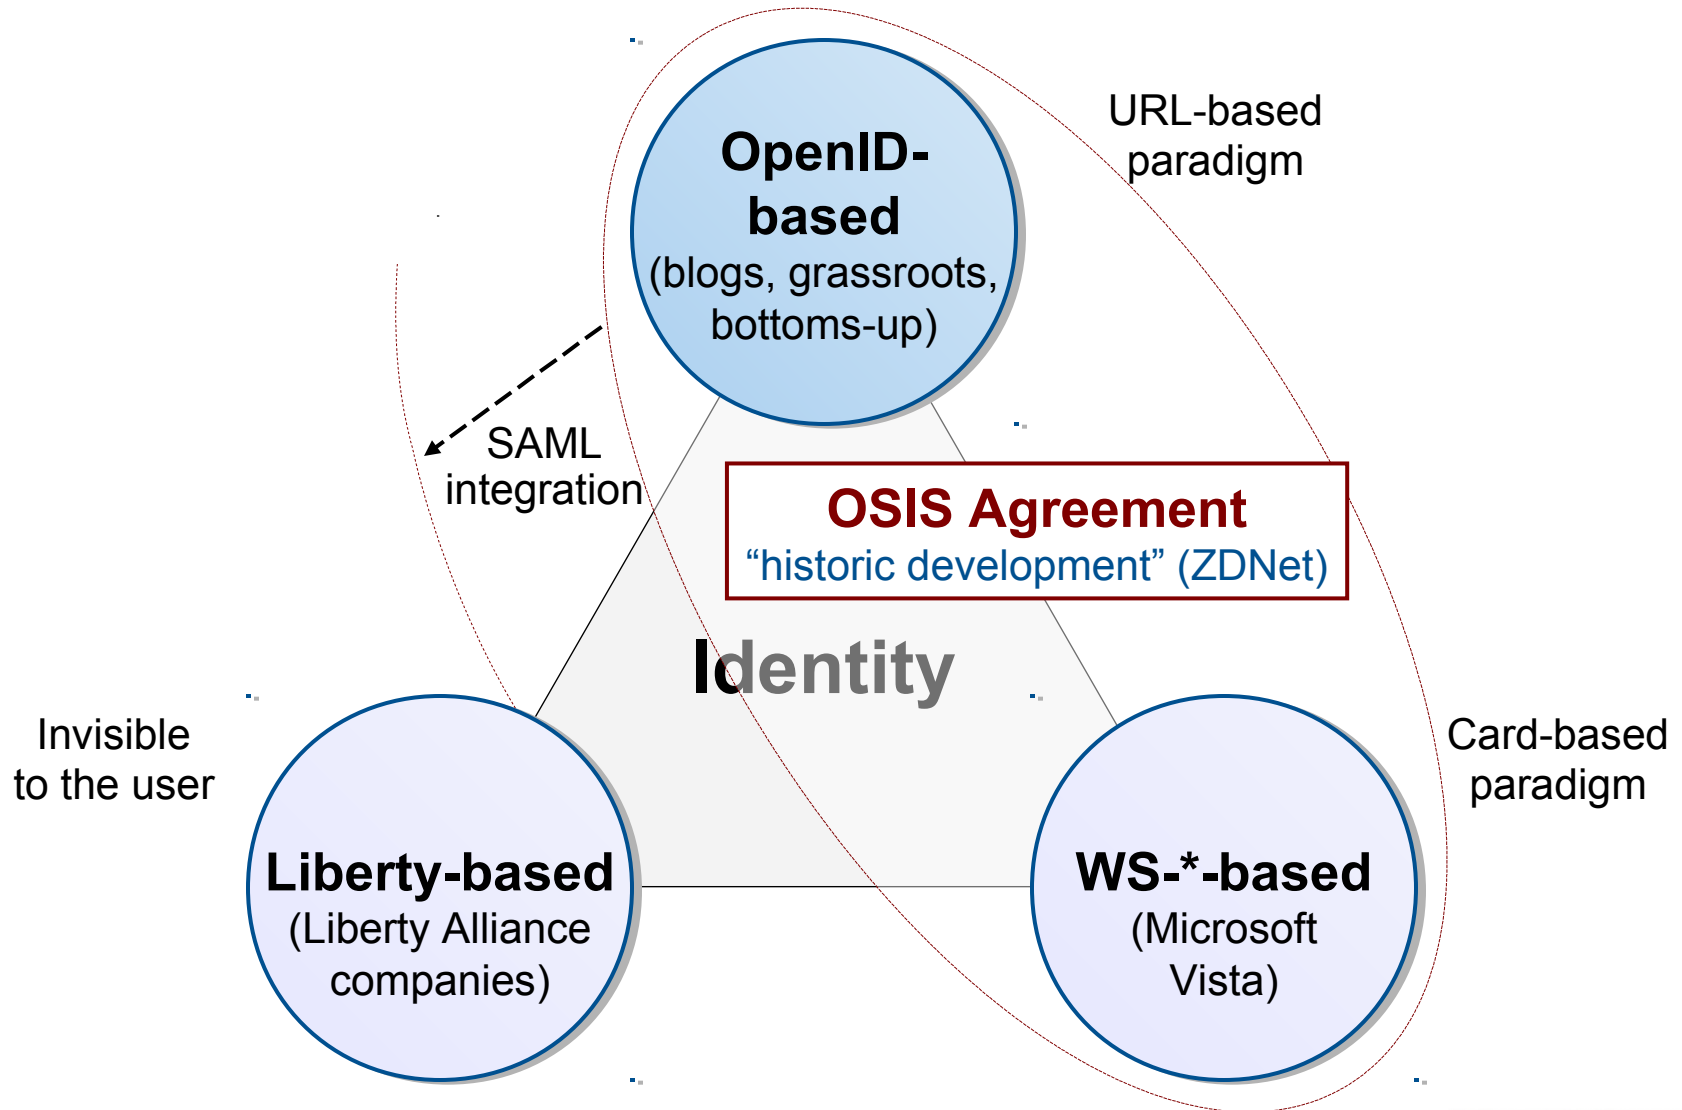 OpenID-
based
(blogs, grassroots,
bottoms-up)
URL-based
paradigm
SAML
integration
OSIS Agreement
“historic development” (ZDNet)
Identity
Invisible
to the user
Card-based
paradigm
Liberty-based
(Liberty Alliance
companies)
WS-*-based
(Microsoft
Vista)